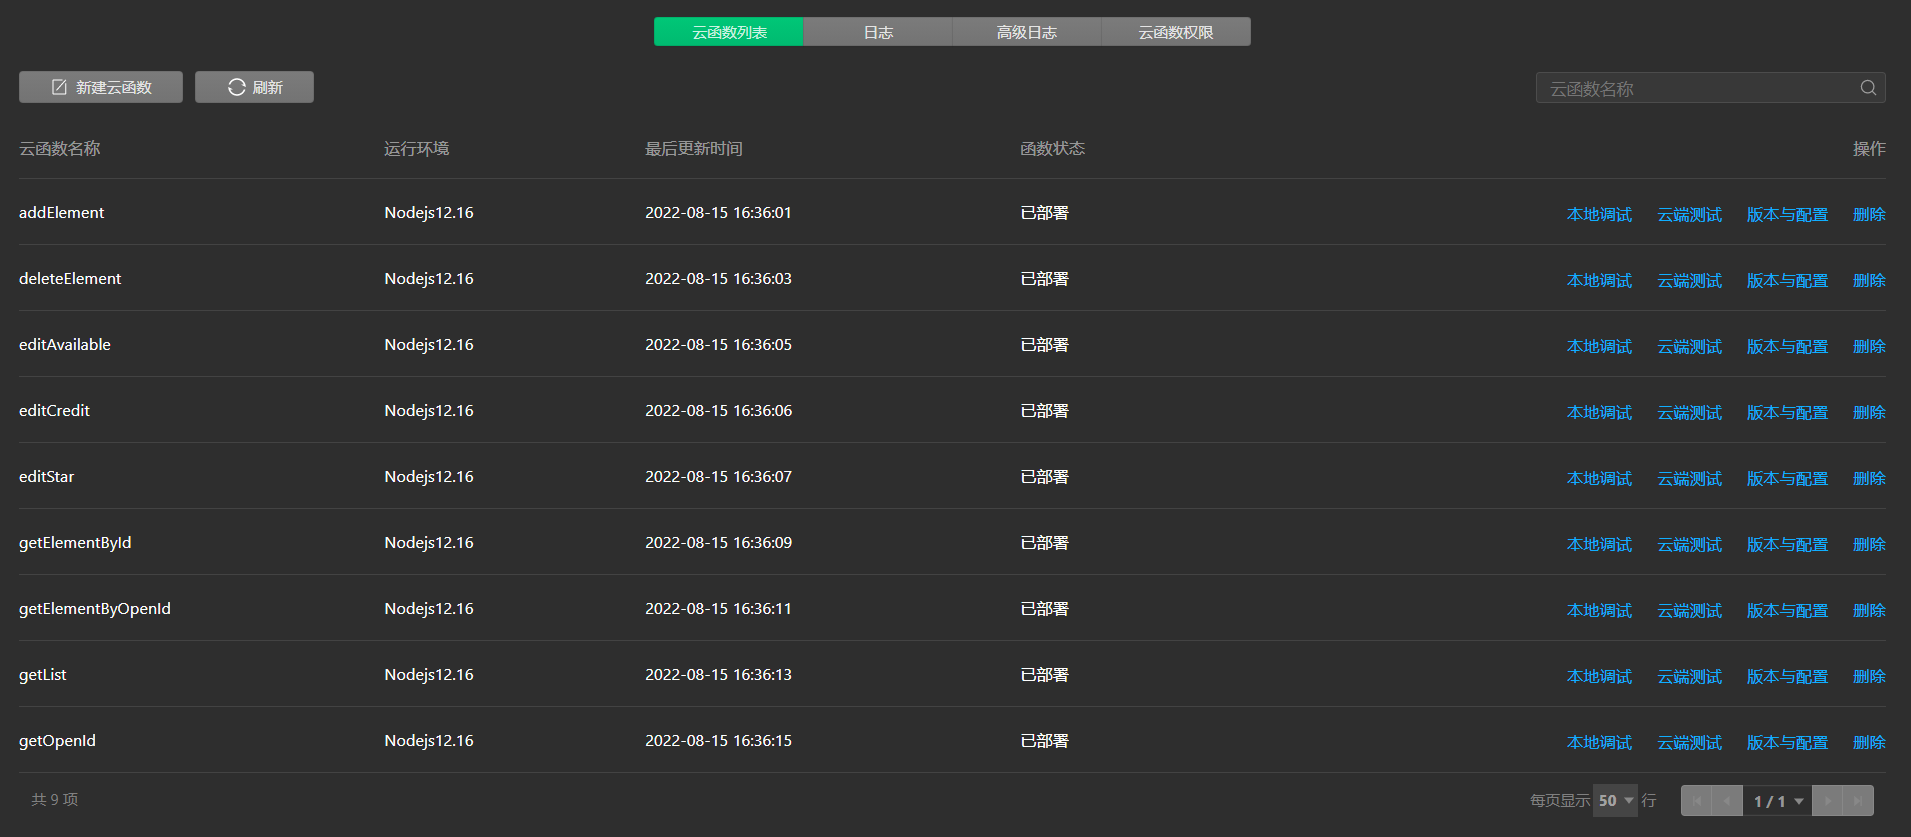 云函数列表 日志 高级日志 云函数权限
新建云函数 刷新 云函数名称
云函数名称 运行环境 最后更新时间 函数状态 操作
addElement Nodejs12.16 2022-08-15 16:36:01 已部署 本地调试 云端测试 版本与配置 删除
deleteElement Nodejs12.16 2022-08-15 16:36:03 已部署 本地调试 云端测试 版本与配置 删除
editAvailable Nodejs12.16 2022-08-15 16:36:05 已部署 本地调试 云端测试 版本与配置 删除
editCredit Nodejs12.16 2022-08-15 16:36:06 已部署 本地调试 云端测试 版本与配置 删除
editStar Nodejs12.16 2022-08-15 16:36:07 已部署 本地调试 云端测试 版本与配置 删除
getElementById Nodejs12.16 2022-08-15 16:36:09 已部署 本地调试 云端测试 版本与配置 删除
getElementByOpenId Nodejs12.16 2022-08-15 16:36:11 已部署 本地调试 云端测试 版本与配置 删除
getList Nodejs12.16 2022-08-15 16:36:13 已部署 本地调试 云端测试 版本与配置 删除
getOpenId Nodejs12.16 2022-08-15 16:36:15 已部署 本地调试 云端测试 版本与配置 删除
共 9 项 每页显示 50 行 1 / 1